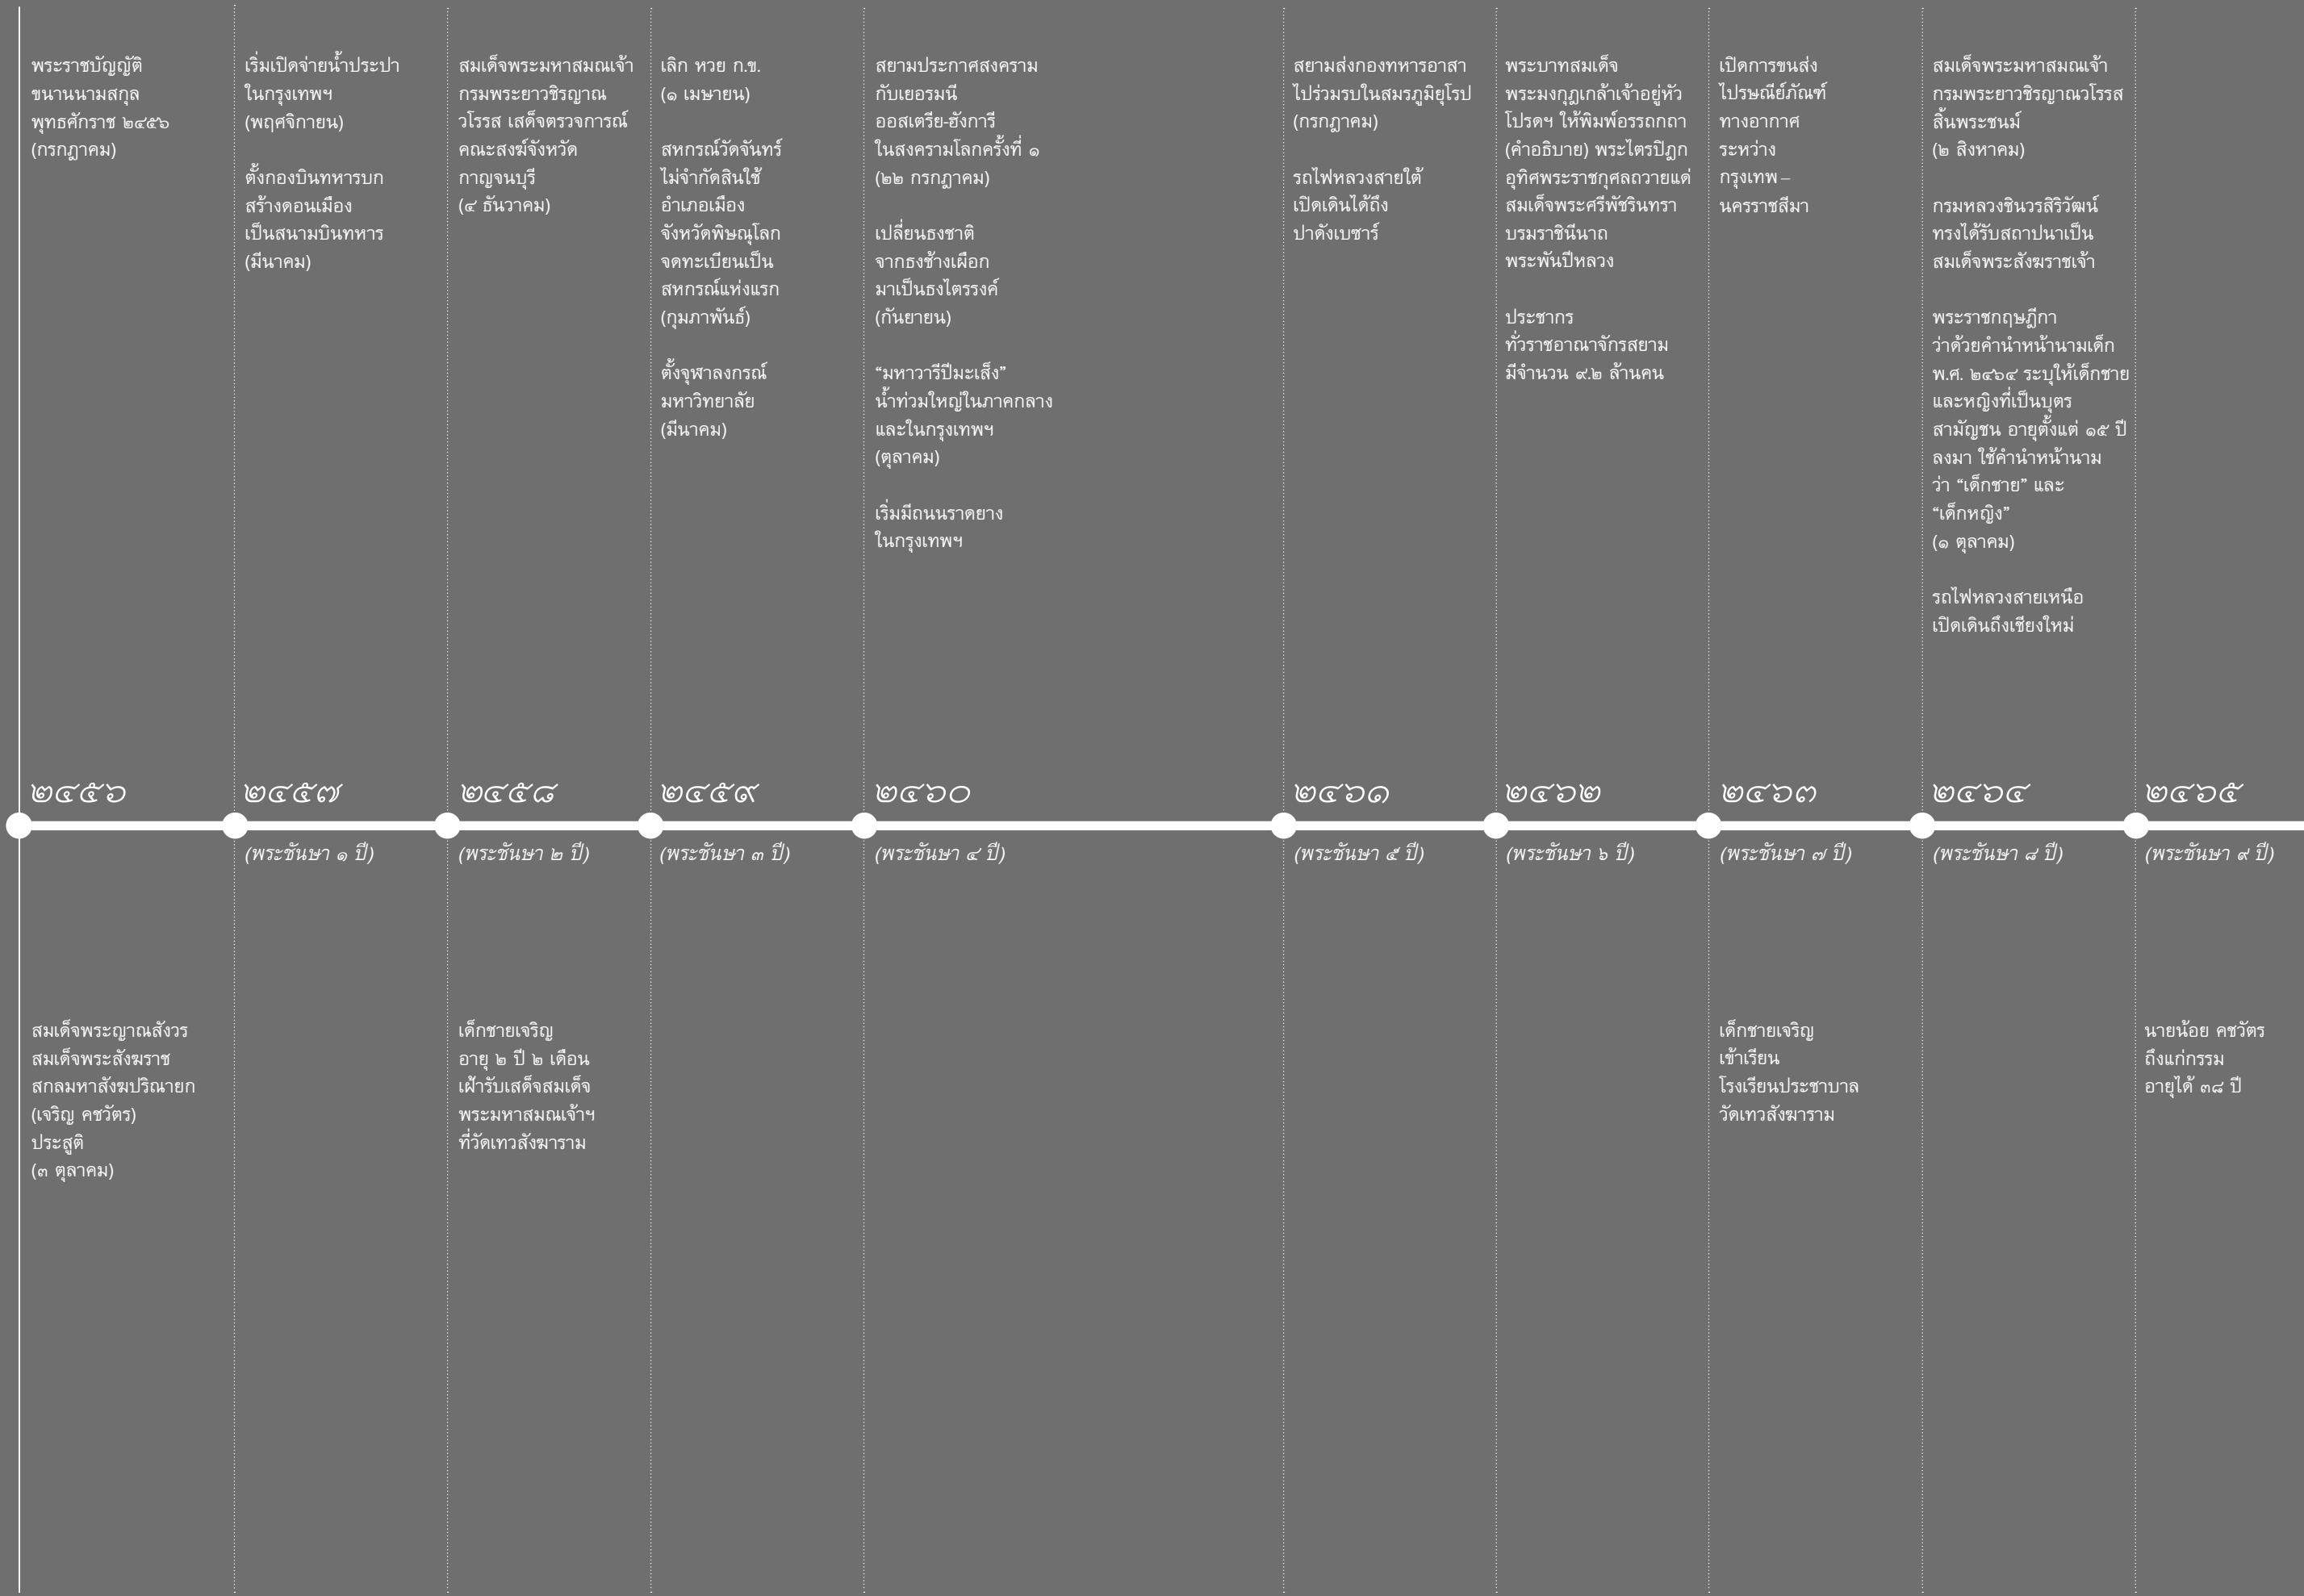 พระราชบัญญัติ
ขนานนามสกุล
พุทธศักราช ๒๔๕๖
(กรกฎาคม)
เริ่มเปิดจ่ายน้ำประปา
ในกรุงเทพฯ
(พฤศจิกายน)
ตั้งกองบินทหารบก
สร้างดอนเมือง
เป็นสนามบินทหาร
(มีนาคม)
สมเด็จพระมหาสมณเจ้า
กรมพระยาวชิรญาณ
วโรรส เสด็จตรวจการณ์
คณะสงฆ์จังหวัด
กาญจนบุรี
(๔ ธันวาคม)
เลิก หวย ก.ข.
(๑ เมษายน)
สหกรณ์วัดจันทร์
ไม่จำกัดสินใช้
อำเภอเมือง
จังหวัดพิษณุโลก
จดทะเบียนเป็น
สหกรณ์แห่งแรก
(กุมภาพันธ์)
ตั้งจุฬาลงกรณ์
มหาวิทยาลัย
(มีนาคม)
สยามประกาศสงคราม
กับเยอรมนี
ออสเตรีย-ฮังการี
ในสงครามโลกครั้งที่ ๑
(๒๒ กรกฎาคม)
เปลี่ยนธงชาติ
จากธงช้างเผือก
มาเป็นธงไตรรงค์
(กันยายน)
“มหาวารีปีมะเส็ง”
น้ำท่วมใหญ่ในภาคกลาง
และในกรุงเทพฯ
(ตุลาคม)
เริ่มมีถนนราดยาง
ในกรุงเทพฯ
สยามส่งกองทหารอาสา
ไปร่วมรบในสมรภูมิยุโรป
(กรกฎาคม)
รถไฟหลวงสายใต้
เปิดเดินได้ถึง
ปาดังเบซาร์
พระบาทสมเด็จ
พระมงกุฎเกล้าเจ้าอยู่หัว
โปรดฯ ให้พิมพ์อรรถกถา
(คำอธิบาย) พระไตรปิฎก
อุทิศพระราชกุศลถวายแด่
สมเด็จพระศรีพัชรินทรา
บรมราชินีนาถ
พระพันปีหลวง
ประชากร
ทั่วราชอาณาจักรสยาม
มีจำนวน ๙.๒ ล้านคน
เปิดการขนส่ง
ไปรษณีย์ภัณฑ์
ทางอากาศ
ระหว่าง
กรุงเทพ –
นครราชสีมา
สมเด็จพระมหาสมณเจ้า
กรมพระยาวชิรญาณวโรรส
สิ้นพระชนม์
(๒ สิงหาคม)
กรมหลวงชินวรสิริวัฒน์
ทรงได้รับสถาปนาเป็น
สมเด็จพระสังฆราชเจ้า
พระราชกฤษฎีกา
ว่าด้วยคำนำหน้านามเด็ก
พ.ศ. ๒๔๖๔ ระบุให้เด็กชาย
และหญิงที่เป็นบุตร
สามัญชน อายุตั้งแต่ ๑๕ ปี
ลงมา ใช้คำนำหน้านาม
ว่า “เด็กชาย” และ
“เด็กหญิง”
(๑ ตุลาคม)
รถไฟหลวงสายเหนือ
เปิดเดินถึงเชียงใหม่
๒๔๕๖
๒๔๕๗
๒๔๕๘
๒๔๕๙
๒๔๖๐
๒๔๖๑
๒๔๖๒
๒๔๖๓
๒๔๖๔
๒๔๖๕
(พระชันษา ๑ ปี)
(พระชันษา ๒ ปี)
(พระชันษา ๓ ปี)
(พระชันษา ๔ ปี)
(พระชันษา ๕ ปี)
(พระชันษา ๖ ปี)
(พระชันษา ๗ ปี)
(พระชันษา ๘ ปี)
(พระชันษา ๙ ปี)
สมเด็จพระญาณสังวร
สมเด็จพระสังฆราช
สกลมหาสังฆปริณายก
(เจริญ คชวัตร)
ประสูติ
(๓ ตุลาคม)
เด็กชายเจริญ
อายุ ๒ ปี ๒ เดือน
เฝ้ารับเสด็จสมเด็จ
พระมหาสมณเจ้าฯ
ที่วัดเทวสังฆาราม
เด็กชายเจริญ
เข้าเรียน
โรงเรียนประชาบาล
วัดเทวสังฆาราม
นายน้อย คชวัตร
ถึงแก่กรรม
อายุได้ ๓๘ ปี